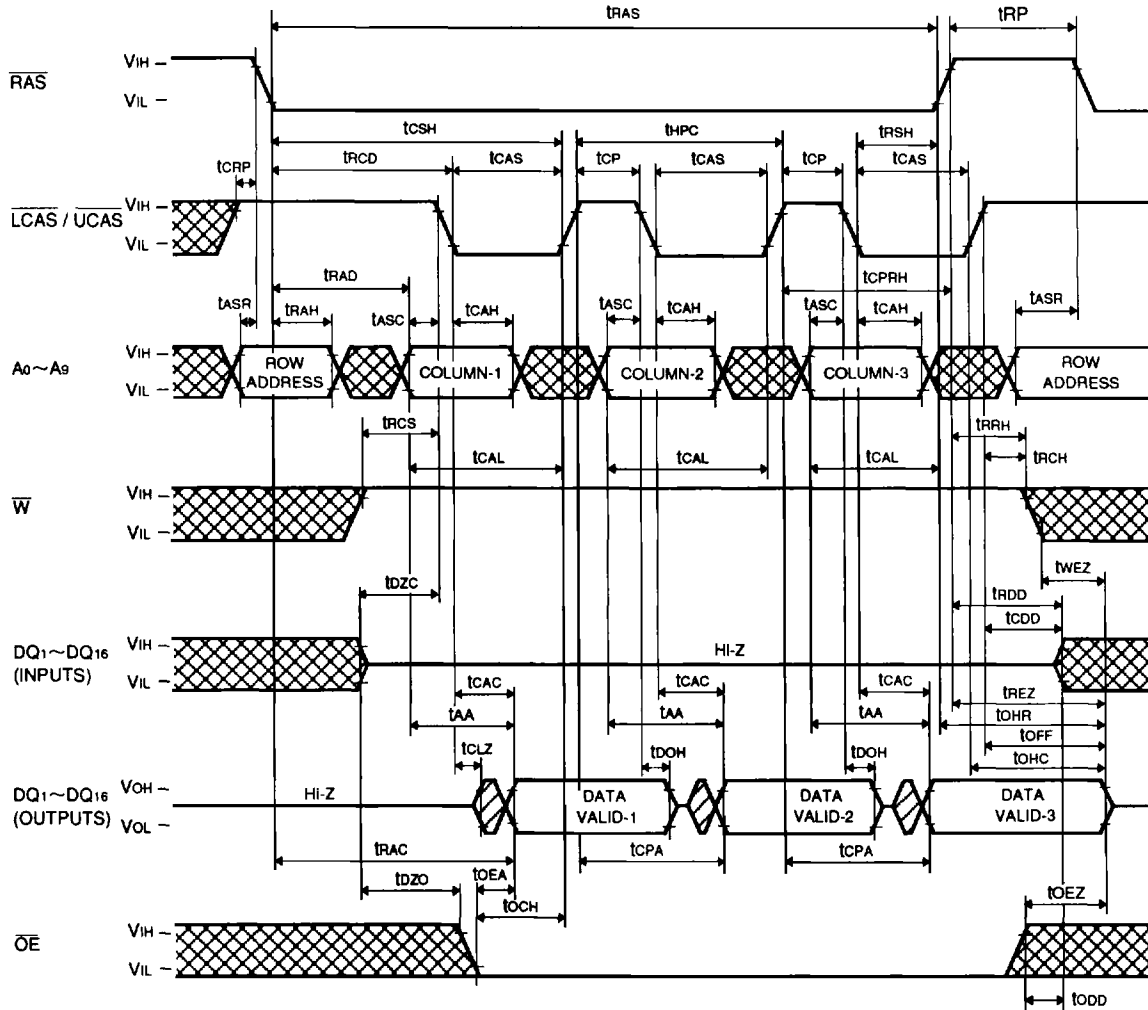 tRAS
tRP
RAS
VIH
VIL
tCSH
tHPC
tRSH
tRCD
tCAS
tCP
tCAS
tCP
tCAS
tCRP
LCAS / UCAS
VIH
VIL
tRAD
tCPRH
tASR
tRAH
tASC
tCAH
tASC
tCAH
tASC
tCAH
tASR
A0~A9
VIH
VIL
ROW ADDRESS
COLUMN-1
COLUMN-2
COLUMN-3
ROW ADDRESS
tRCS
tRRH
tCAL
tCAL
tCAL
tRCH
W
VIH
VIL
tWEZ
tDZC
tRDD
tCDD
DQ1~DQ16
(INPUTS)
VIH
VIL
HI-Z
tCAC
tCAC
tCAC
tREZ
tAA
tAA
tAA
tOHR
tOFF
tCLZ
tDOH
tDOH
tOHC
DQ1~DQ16
(OUTPUTS)
VOH
VOL
Hi-Z
DATA VALID-1
DATA VALID-2
DATA VALID-3
tRAC
tCPA
tCPA
tOEA
tDZO
tOCH
tOEZ
OE
VIH
VIL
tODD